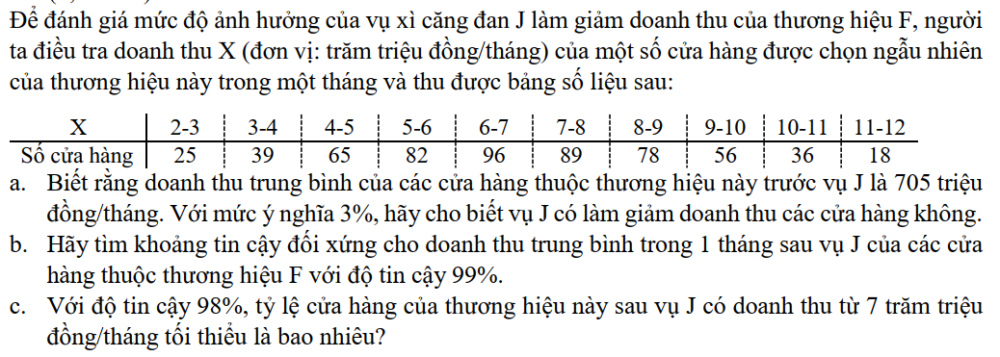 Để đánh giá mức độ ảnh hưởng của vụ xì căng đan J làm giảm doanh thu của thương hiệu F, người
ta điều tra doanh thu X (đơn vị: trăm triệu đồng/tháng) của một số cửa hàng được chọn ngẫu nhiên
của thương hiệu này trong một tháng và thu được bảng số liệu sau:
X 2-3 3-4 4-5 5-6 6-7 7-8 8-9 9-10 10-11 11-12
Số cửa hàng 25 39 65 82 96 89 78 56 36 18
a. Biết rằng doanh thu trung bình của các cửa hàng thuộc thương hiệu này trước vụ J là 705 triệu
đồng/tháng. Với mức ý nghĩa 3%, hãy cho biết vụ J có làm giảm doanh thu các cửa hàng không.
b. Hãy tìm khoảng tin cậy đối xứng cho doanh thu trung bình trong 1 tháng sau vụ J của các cửa
hàng thuộc thương hiệu F với độ tin cậy 99%.
c. Với độ tin cậy 98%, tỷ lệ cửa hàng của thương hiệu này sau vụ J có doanh thu từ 7 trăm triệu
đồng/tháng tối thiểu là bao nhiêu?